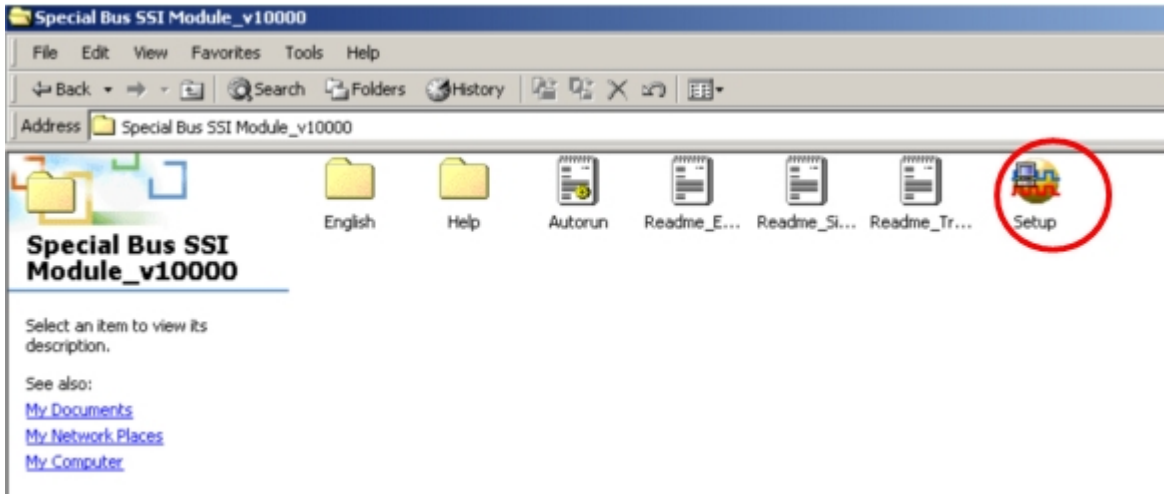 Special Bus SSI Module_v10000
File Edit View Favorites Tools Help
Back Search Folders History
Address Special Bus SSI Module_v10000
English Help Autorun Readme_E... Readme_Si... Readme_Tr... Setup
Special Bus SSI
Module_v10000
Select an item to view its
description.
See also:
My Documents
My Network Places
My Computer